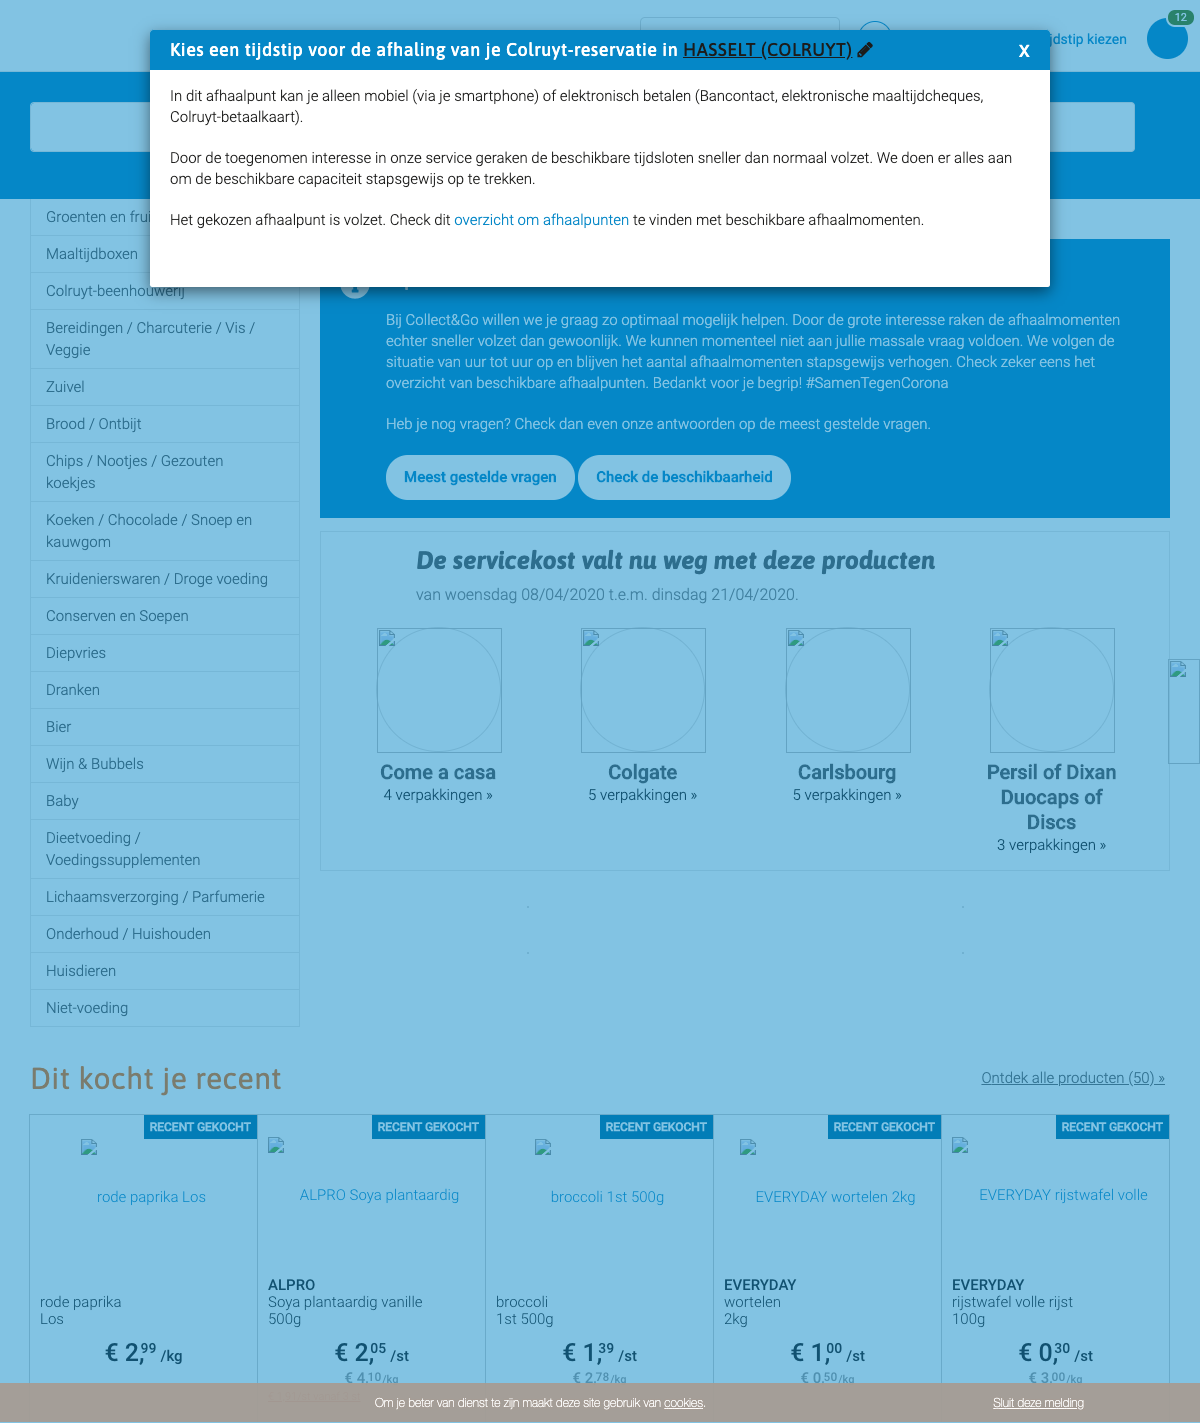 12
jdstip kiezen
Kies een tijdstip voor de afhaling van je Colruyt-reservatie in HASSELT (COLRUYT)
X
In dit afhaalpunt kan je alleen mobiel (via je smartphone) of elektronisch betalen (Bancontact, elektronische maaltijdcheques,
Colruyt-betaalkaart).
Door de toegenomen interesse in onze service geraken de beschikbare tijdsloten sneller dan normaal volzet. We doen er alles aan
om de beschikbare capaciteit stapsgewijs op te trekken.
Het gekozen afhaalpunt is volzet. Check dit overzicht om afhaalpunten te vinden met beschikbare afhaalmomenten.
Groenten en frui
Maaltijdboxen
Colruyt-beenhouwerij
Bereidingen / Charcuterie / Vis /
Veggie
Zuivel
Brood / Ontbijt
Chips / Nootjes / Gezouten
koekjes
Koeken / Chocolade / Snoep en
kauwgom
Kruidenierswaren / Droge voeding
Conserven en Soepen
Diepvries
Dranken
Bier
Wijn & Bubbels
Baby
Dieetvoeding /
Voedingssupplementen
Lichaamsverzorging / Parfumerie
Onderhoud / Huishouden
Huisdieren
Niet-voeding
Bij Collect&Go willen we je graag zo optimaal mogelijk helpen. Door de grote interesse raken de afhaalmomenten
echter sneller volzet dan gewoonlijk. We kunnen momenteel niet aan jullie massale vraag voldoen. We volgen de
situatie van uur tot uur op en blijven het aantal afhaalmomenten stapsgewijs verhogen. Check zeker eens het
overzicht van beschikbare afhaalpunten. Bedankt voor je begrip! #SamenTegenCorona
Heb je nog vragen? Check dan even onze antwoorden op de meest gestelde vragen.
Meest gestelde vragen
Check de beschikbaarheid
De servicekost valt nu weg met deze producten
van woensdag 08/04/2020 t.e.m. dinsdag 21/04/2020.
Come a casa
4 verpakkingen »
Colgate
5 verpakkingen »
Carlsbourg
5 verpakkingen »
Persil of Dixan
Duocaps of
Discs
3 verpakkingen »
Dit kocht je recent
Ontdek alle producten (50) »
RECENT GEKOCHT
rode paprika Los
rode paprika
Los
€ 2,99 /kg
RECENT GEKOCHT
ALPRO Soya plantaardig
ALPRO
Soya plantaardig vanille
500g
€ 2,05 /st
€ 4,10/kg
RECENT GEKOCHT
broccoli 1st 500g
broccoli
1st 500g
€ 1,39 /st
€ 2,78/kg
RECENT GEKOCHT
EVERYDAY wortelen 2kg
EVERYDAY
wortelen
2kg
€ 1,00 /st
€ 0,50/kg
RECENT GEKOCHT
EVERYDAY rijstwafel volle
EVERYDAY
rijstwafel volle rijst
100g
€ 0,30 /st
€ 3,00/kg
Om je beter van dienst te zijn maakt deze site gebruik van cookies.
Sluit deze melding